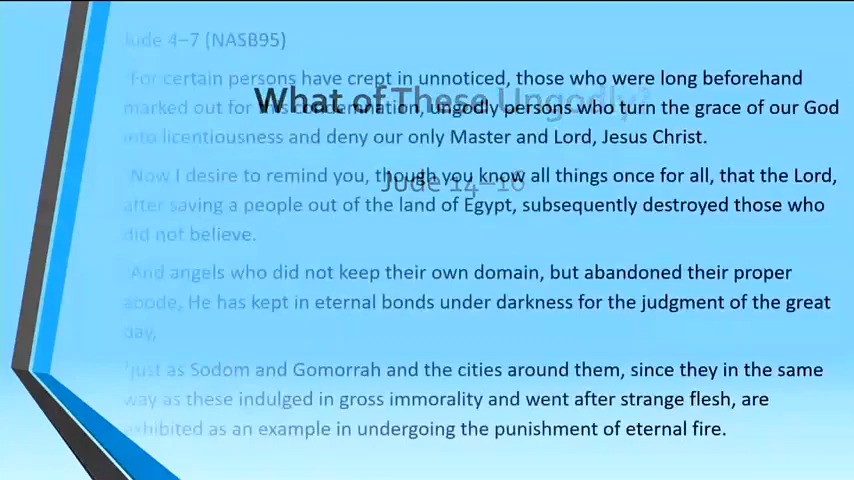 Jude 4–7 (NASB95)
For certain persons have crept in unnoticed, those who were long beforehand
What of These Ungodly?
marked out for this condemnation, ungodly persons who turn the grace of our God
into licentiousness and deny our only Master and Lord, Jesus Christ.
Now I desire to remind you, though you know all things once for all, that the Lord,
Jude 14–16
after saving a people out of the land of Egypt, subsequently destroyed those who
did not believe.
And angels who did not keep their own domain, but abandoned their proper
abode, He has kept in eternal bonds under darkness for the judgment of the great
day,
just as Sodom and Gomorrah and the cities around them, since they in the same
way as these indulged in gross immorality and went after strange flesh, are
exhibited as an example in undergoing the punishment of eternal fire.